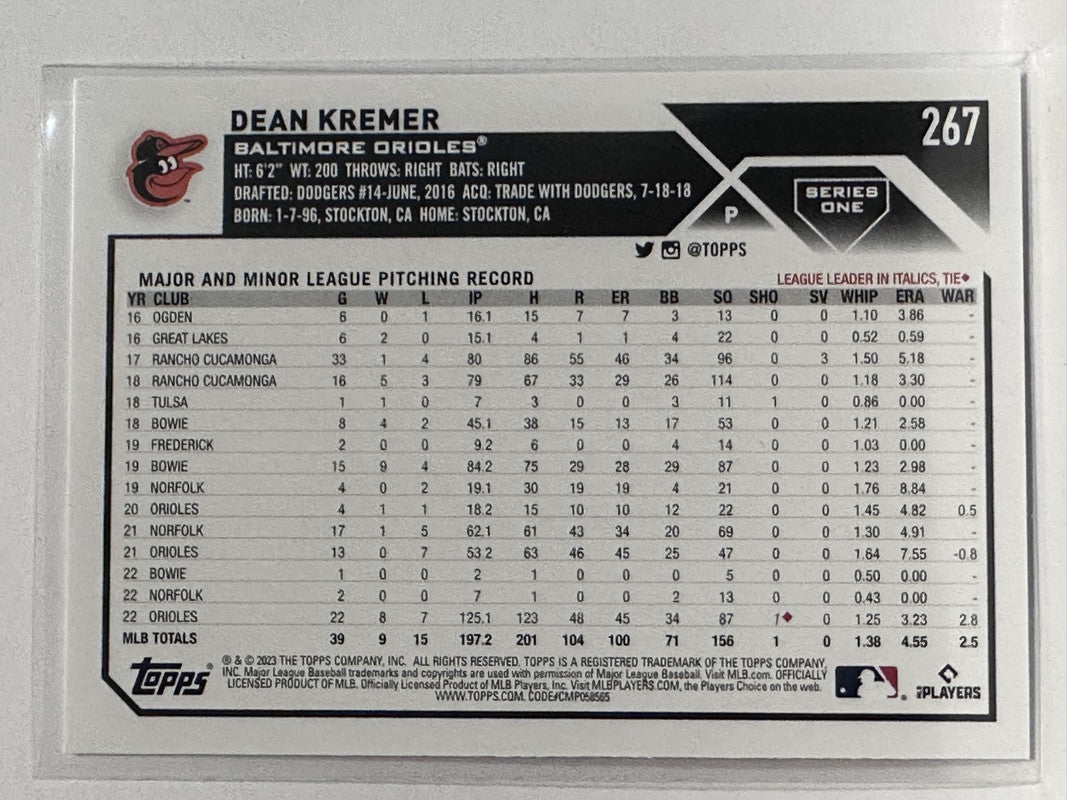 DEAN KREMER
267
BALTIMORE ORIOLES®
HT: 6'2" WT: 200 THROWS: RIGHT BATS: RIGHT
DRAFTED: DODGERS #14-JUNE, 2016 ACQ: TRADE WITH DODGERS, 7-18-18
BORN: 1-7-96, STOCKTON, CA HOME: STOCKTON, CA
P
SERIES
ONE
@TOPPS
MAJOR AND MINOR LEAGUE PITCHING RECORD
LEAGUE LEADER IN ITALICS, TIE♦
YR CLUB G W L IP H R ER BB SO SHO SV WHIP ERA WAR
16 OGDEN 6 0 1 16.1 15 7 7 3 13 0 0 1.10 3.86 -
16 GREAT LAKES 6 2 0 15.1 4 1 1 4 22 0 0 0.52 0.59 -
17 RANCHO CUCAMONGA 33 1 4 80 86 55 46 34 96 0 3 1.50 5.18 -
18 RANCHO CUCAMONGA 16 5 3 79 67 33 29 26 114 0 0 1.18 3.30 -
18 TULSA 1 1 0 7 3 0 0 3 11 1 0 0.86 0.00 -
18 BOWIE 8 4 2 45.1 38 15 13 17 53 0 0 1.21 2.58 -
19 FREDERICK 2 0 0 9.2 6 0 0 4 14 0 0 1.03 0.00 -
19 BOWIE 15 9 4 84.2 75 29 28 29 87 0 0 1.23 2.98 -
19 NORFOLK 4 0 2 19.1 30 19 19 4 21 0 0 1.76 8.84 -
20 ORIOLES 4 1 1 18.2 15 10 10 12 22 0 0 1.45 4.82 0.5
21 NORFOLK 17 1 5 62.1 61 43 34 20 69 0 0 1.30 4.91 -
21 ORIOLES 13 0 7 53.2 63 46 45 25 47 0 0 1.64 7.55 -0.8
22 BOWIE 1 0 0 2 1 0 0 0 5 0 0 0.50 0.00 -
22 NORFOLK 2 0 0 7 1 0 0 2 13 0 0 0.43 0.00 -
22 ORIOLES 22 8 7 125.1 123 48 45 34 87 1♦ 0 1.25 3.23 2.8
MLB TOTALS 39 9 15 197.2 201 104 100 71 156 1 0 1.38 4.55 2.5
Topps®
® & © 2023 THE TOPPS COMPANY, INC. ALL RIGHTS RESERVED. TOPPS IS A REGISTERED TRADEMARK OF THE TOPPS COMPANY,
INC. Major League Baseball trademarks and copyrights are used with permission of Major League Baseball. Visit MLB.com. OFFICIALLY
LICENSED PRODUCT OF MLB. Officially Licensed Product of MLB Players, Inc. Visit MLBPLAYERS.COM, the Players Choice on the web.
WWW.TOPPS.COM. CODE#CMP058565
PLAYERS